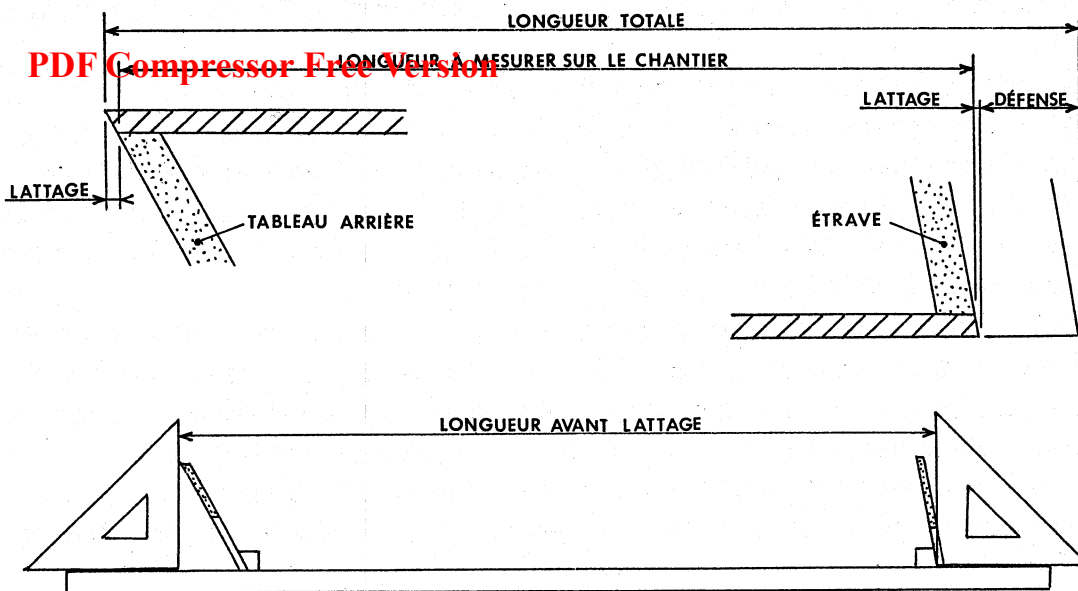 LONGUEUR TOTALE
PDF Compressor Free Version
LONGUEUR À MESURER SUR LE CHANTIER
LATTAGE
DÉFENSE
LATTAGE
TABLEAU ARRIÈRE
ÉTRAVE
LONGUEUR AVANT LATTAGE